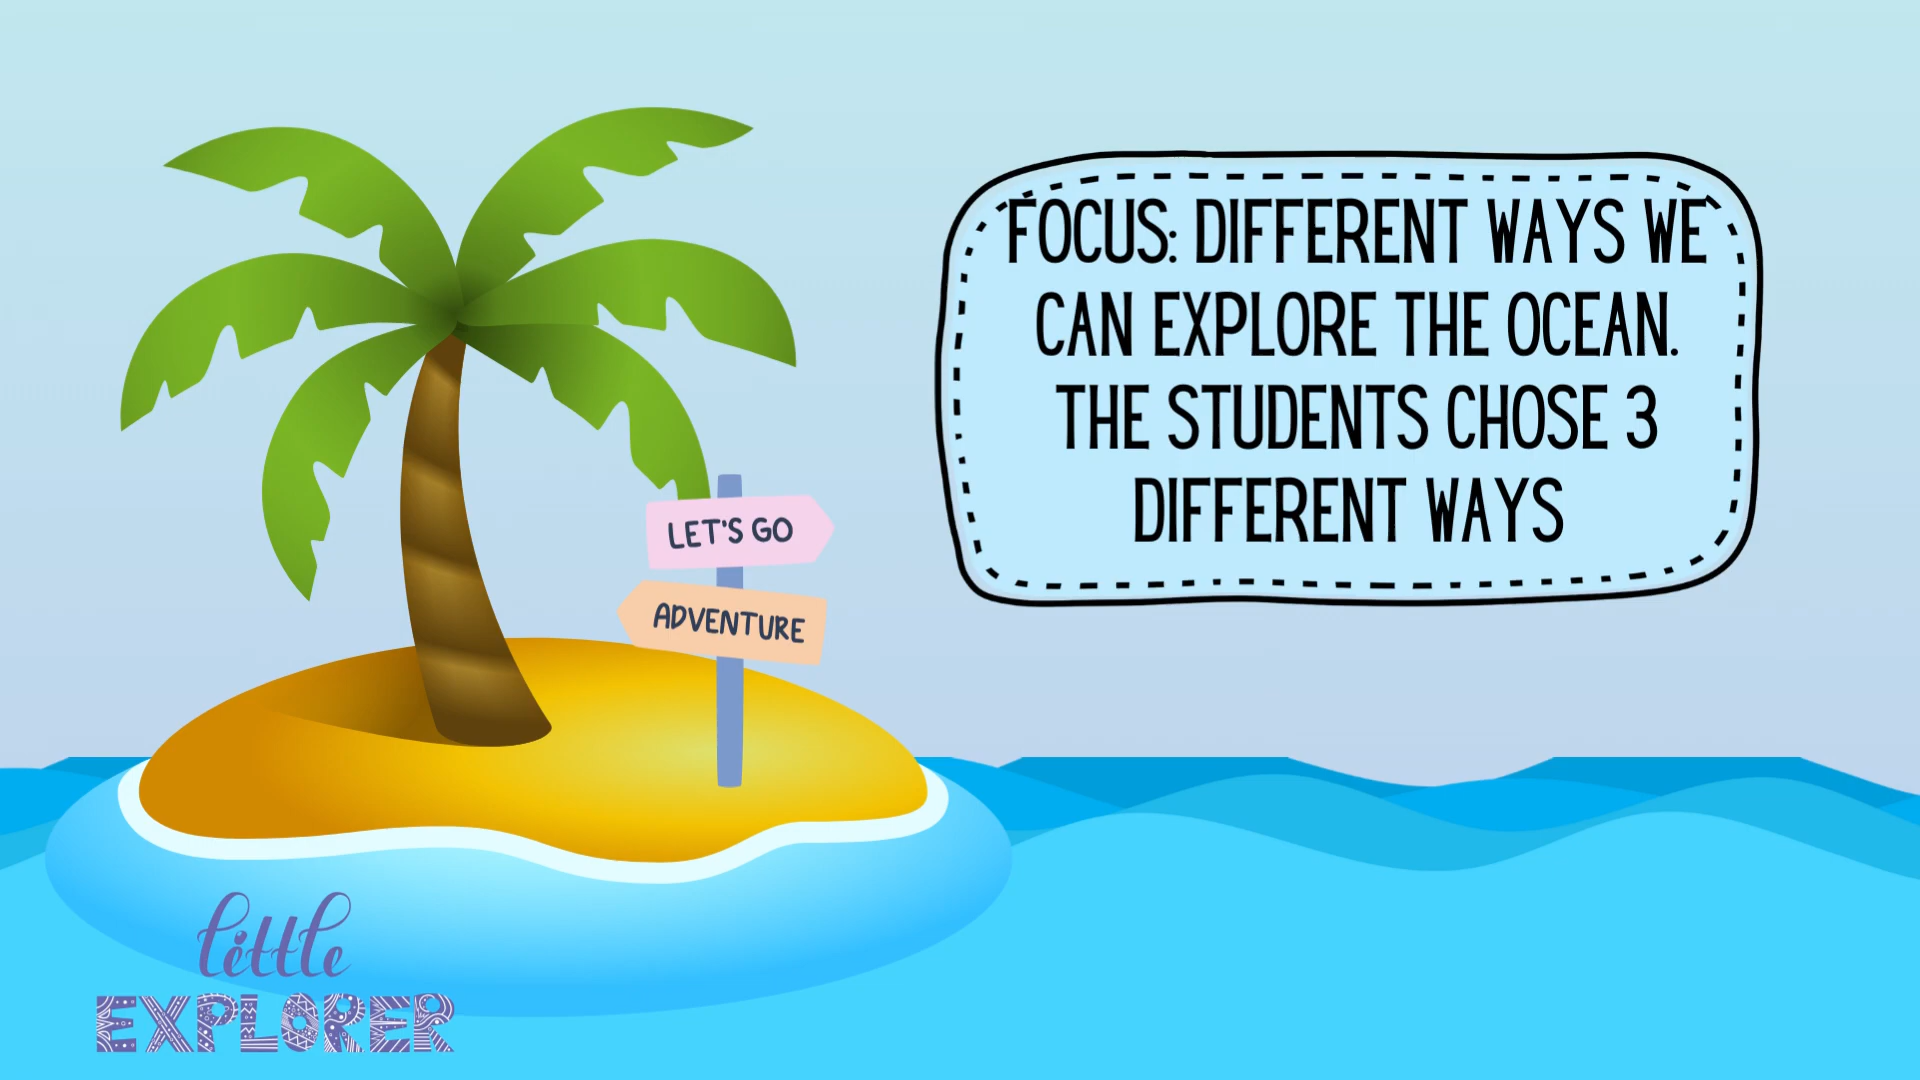 FOCUS: DIFFERENT WAYS WE
CAN EXPLORE THE OCEAN.
THE STUDENTS CHOSE 3
DIFFERENT WAYS
LET'S GO
ADVENTURE
little
EXPLORER